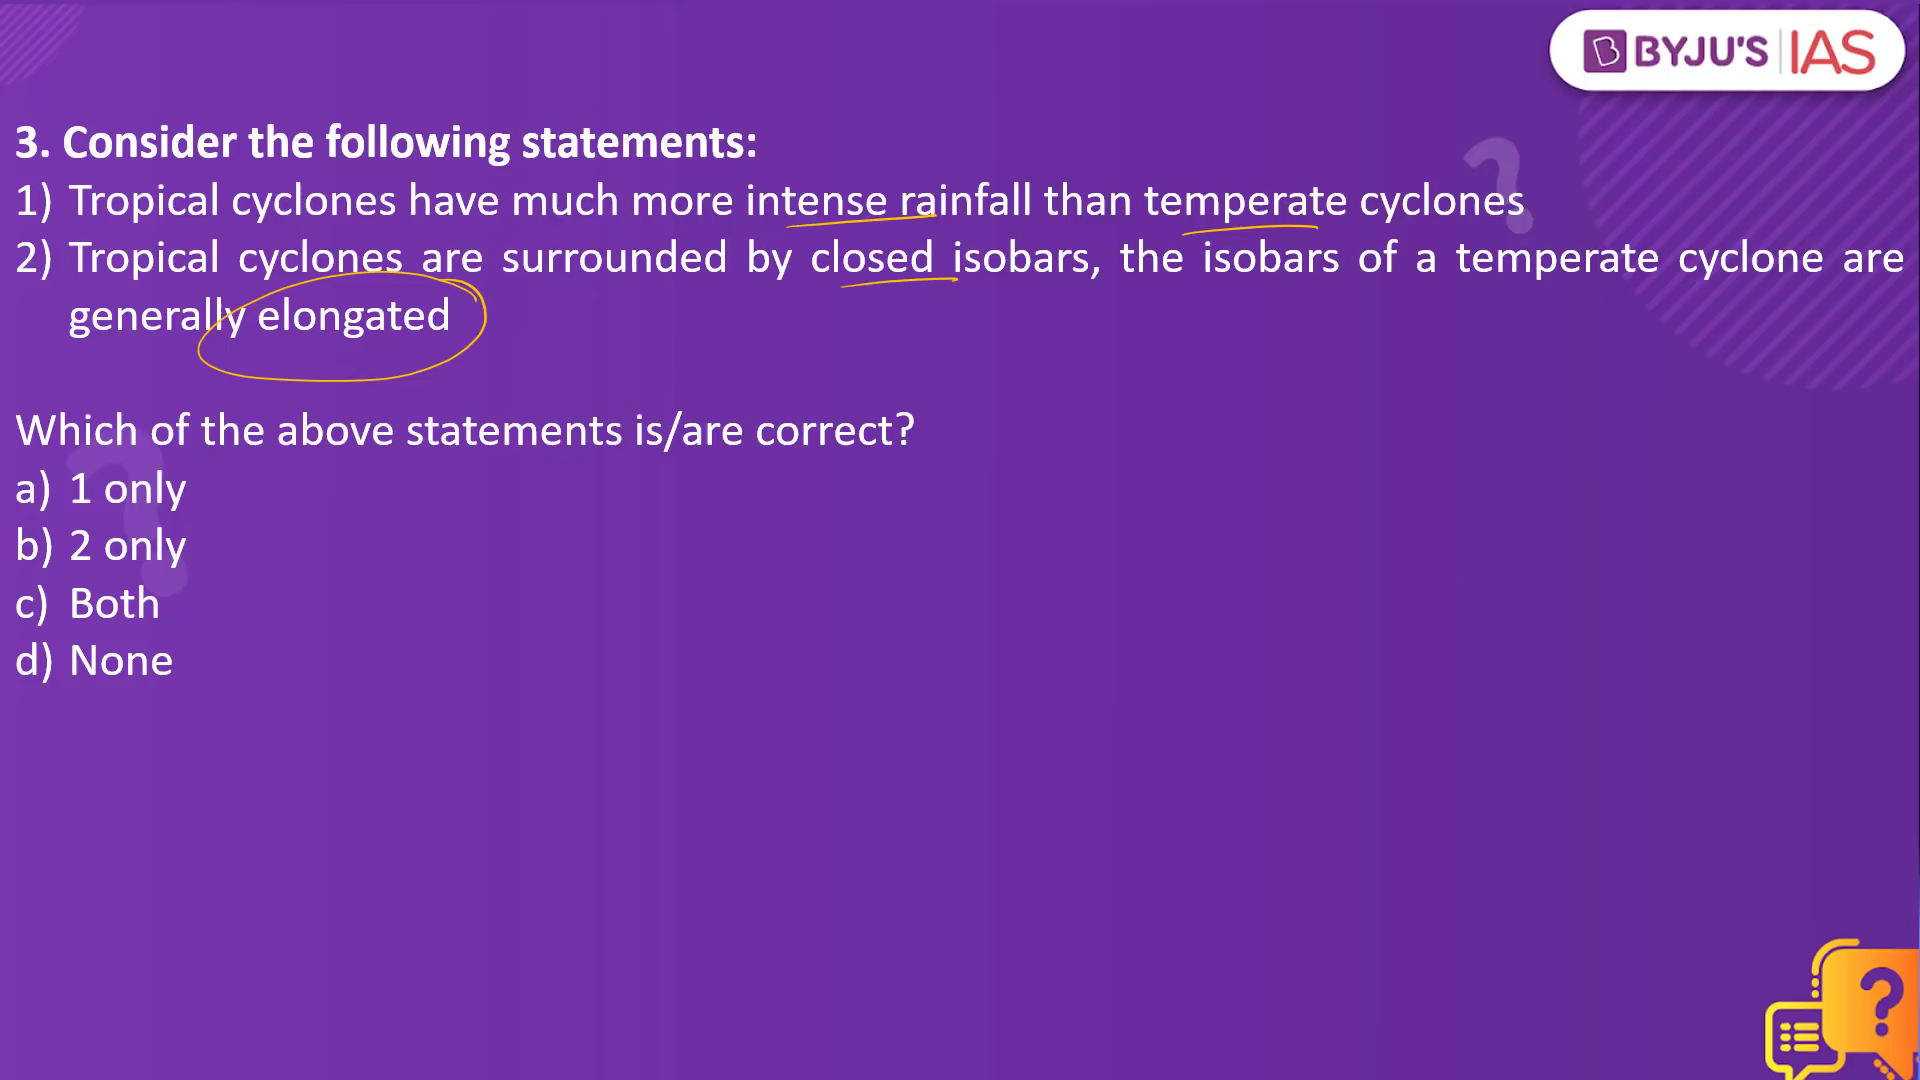 BYJU'S IAS
3. Consider the following statements:
1) Tropical cyclones have much more intense rainfall than temperate cyclones
2) Tropical cyclones are surrounded by closed isobars, the isobars of a temperate cyclone are
generally elongated
Which of the above statements is/are correct?
a) 1 only
b) 2 only
c) Both
d) None